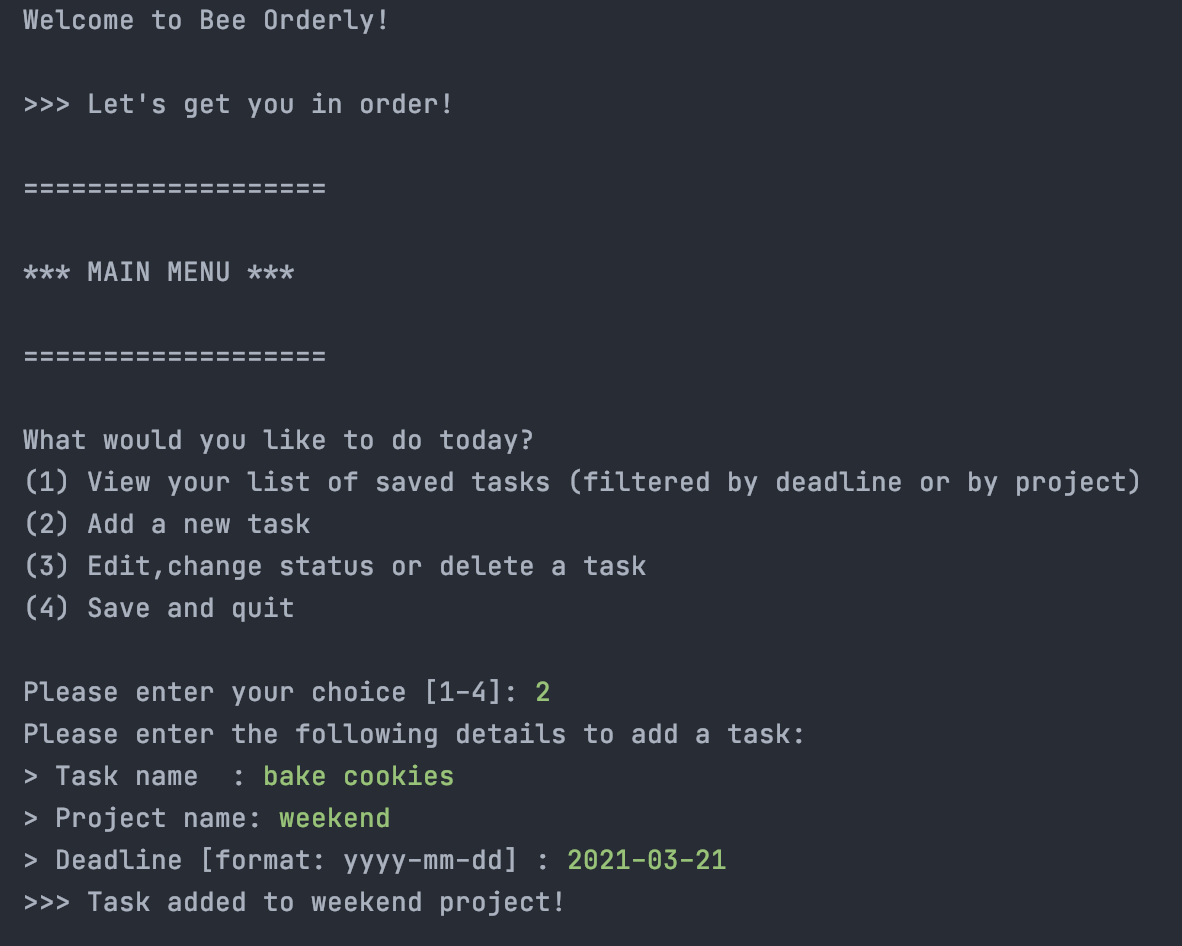 Welcome to Bee Orderly!
>>> Let's get you in order!
===================
*** MAIN MENU ***
===================
What would you like to do today?
(1) View your list of saved tasks (filtered by deadline or by project)
(2) Add a new task
(3) Edit,change status or delete a task
(4) Save and quit
Please enter your choice [1-4]: 2
Please enter the following details to add a task:
> Task name  : bake cookies
> Project name: weekend
> Deadline [format: yyyy-mm-dd] : 2021-03-21
>>> Task added to weekend project!